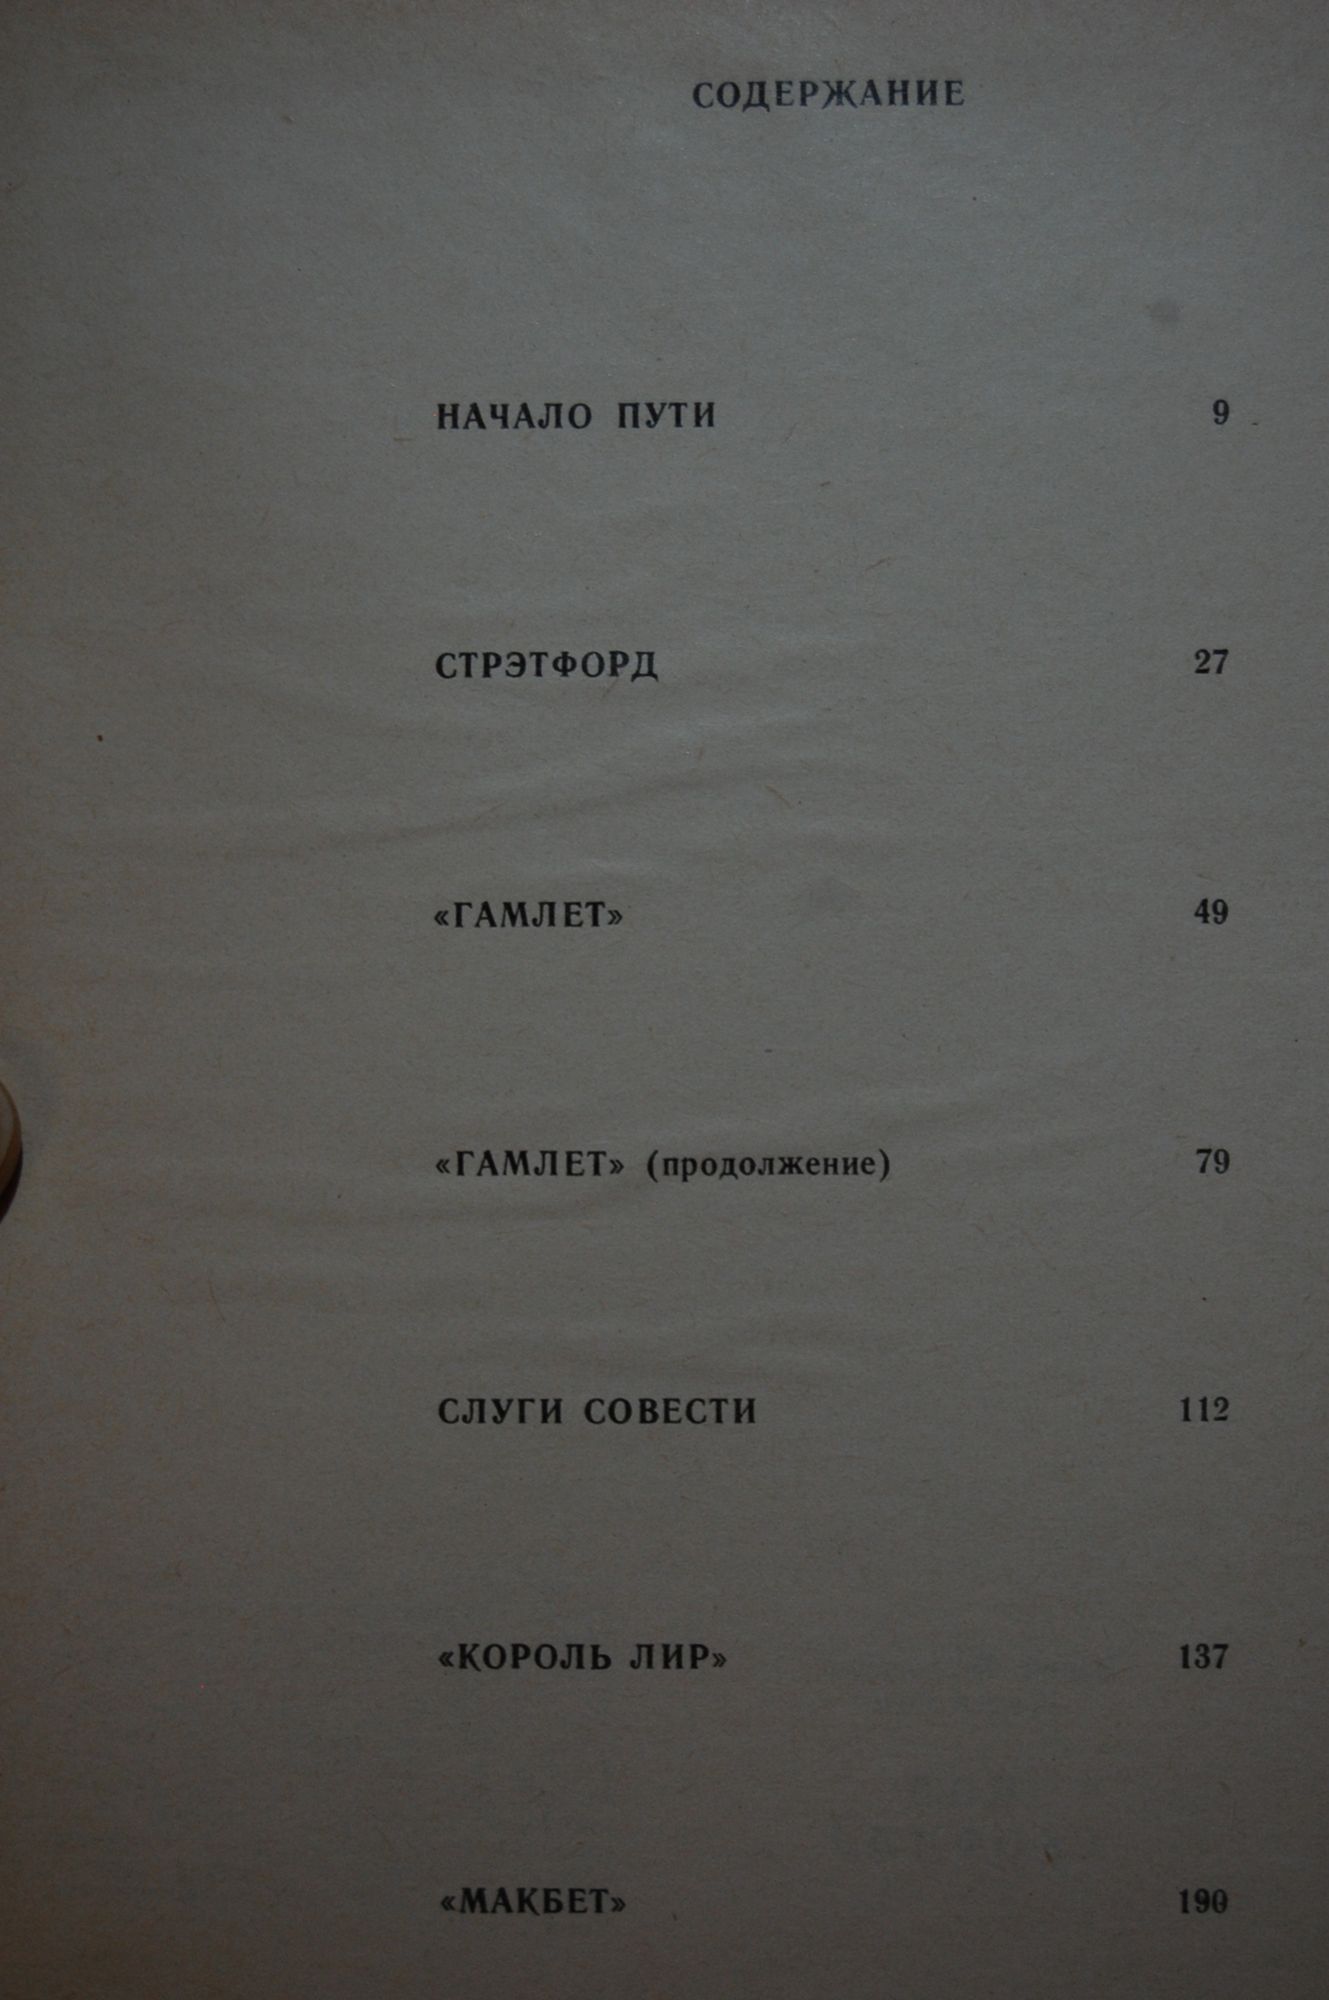 СОДЕРЖАНИЕ
НАЧАЛО ПУТИ 9
СТРЭТФОРД 27
«ГАМЛЕТ» 49
«ГАМЛЕТ» (продолжение) 79
СЛУГИ СОВЕСТИ 112
«КОРОЛЬ ЛИР» 137
«МАКБЕТ» 190